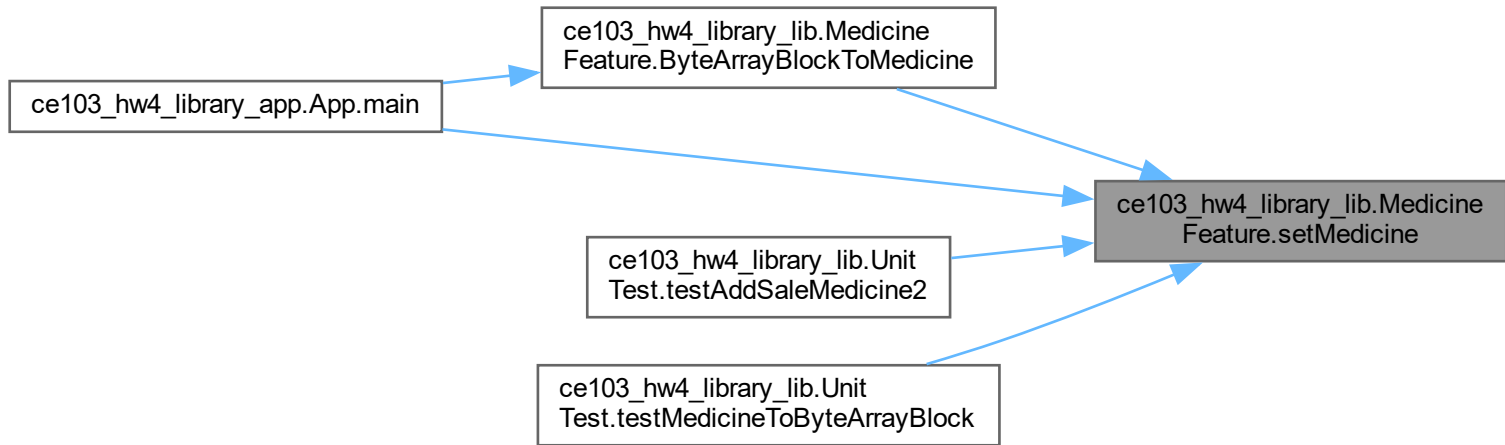 ce103_hw4_library_lib.Medicine
Feature.ByteArrayBlockToMedicine
ce103_hw4_library_app.App.main
ce103_hw4_library_lib.Medicine
Feature.setMedicine
ce103_hw4_library_lib.Unit
Test.testAddSaleMedicine2
ce103_hw4_library_lib.Unit
Test.testMedicineToByteArrayBlock